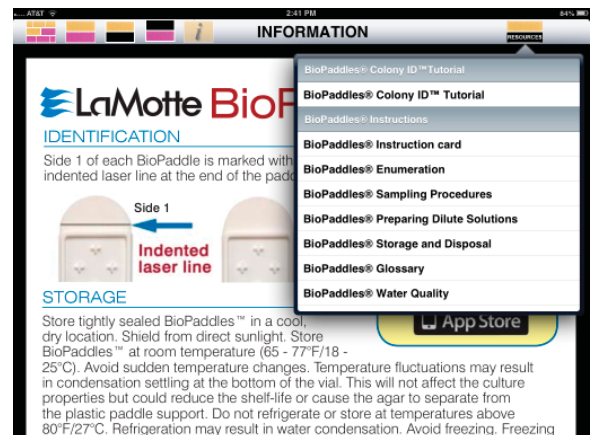 AT&T
2:41 PM
84%
INFORMATION
RESOURCES
BioPaddles® Colony ID™Tutorial
BioPaddles® Colony ID™ Tutorial
BioPaddles® Instructions
BioPaddles® Instruction card
BioPaddles® Enumeration
BioPaddles® Sampling Procedures
BioPaddles® Preparing Dilute Solutions
BioPaddles® Storage and Disposal
BioPaddles® Glossary
BioPaddles® Water Quality
LaMotte
IDENTIFICATION
Side 1 of each BioPaddle is marked with
indented laser line at the end of the
Side 1
Indented
laser line
STORAGE
App Store
Store tightly sealed BioPaddles™ in a cool,
dry location. Shield from direct sunlight. Store
BioPaddles™ at room temperature (65 - 77°F/18 -
25°C). Avoid sudden temperature changes. Temperature fluctuations may result
in condensation settling at the bottom of the vial. This will not affect the culture
properties but could reduce the shelf-life or cause the agar to separate from
the plastic paddle support. Do not refrigerate or store at temperatures above
80°F/27°C. Refrigeration may result in water condensation. Avoid freezing. Freezing